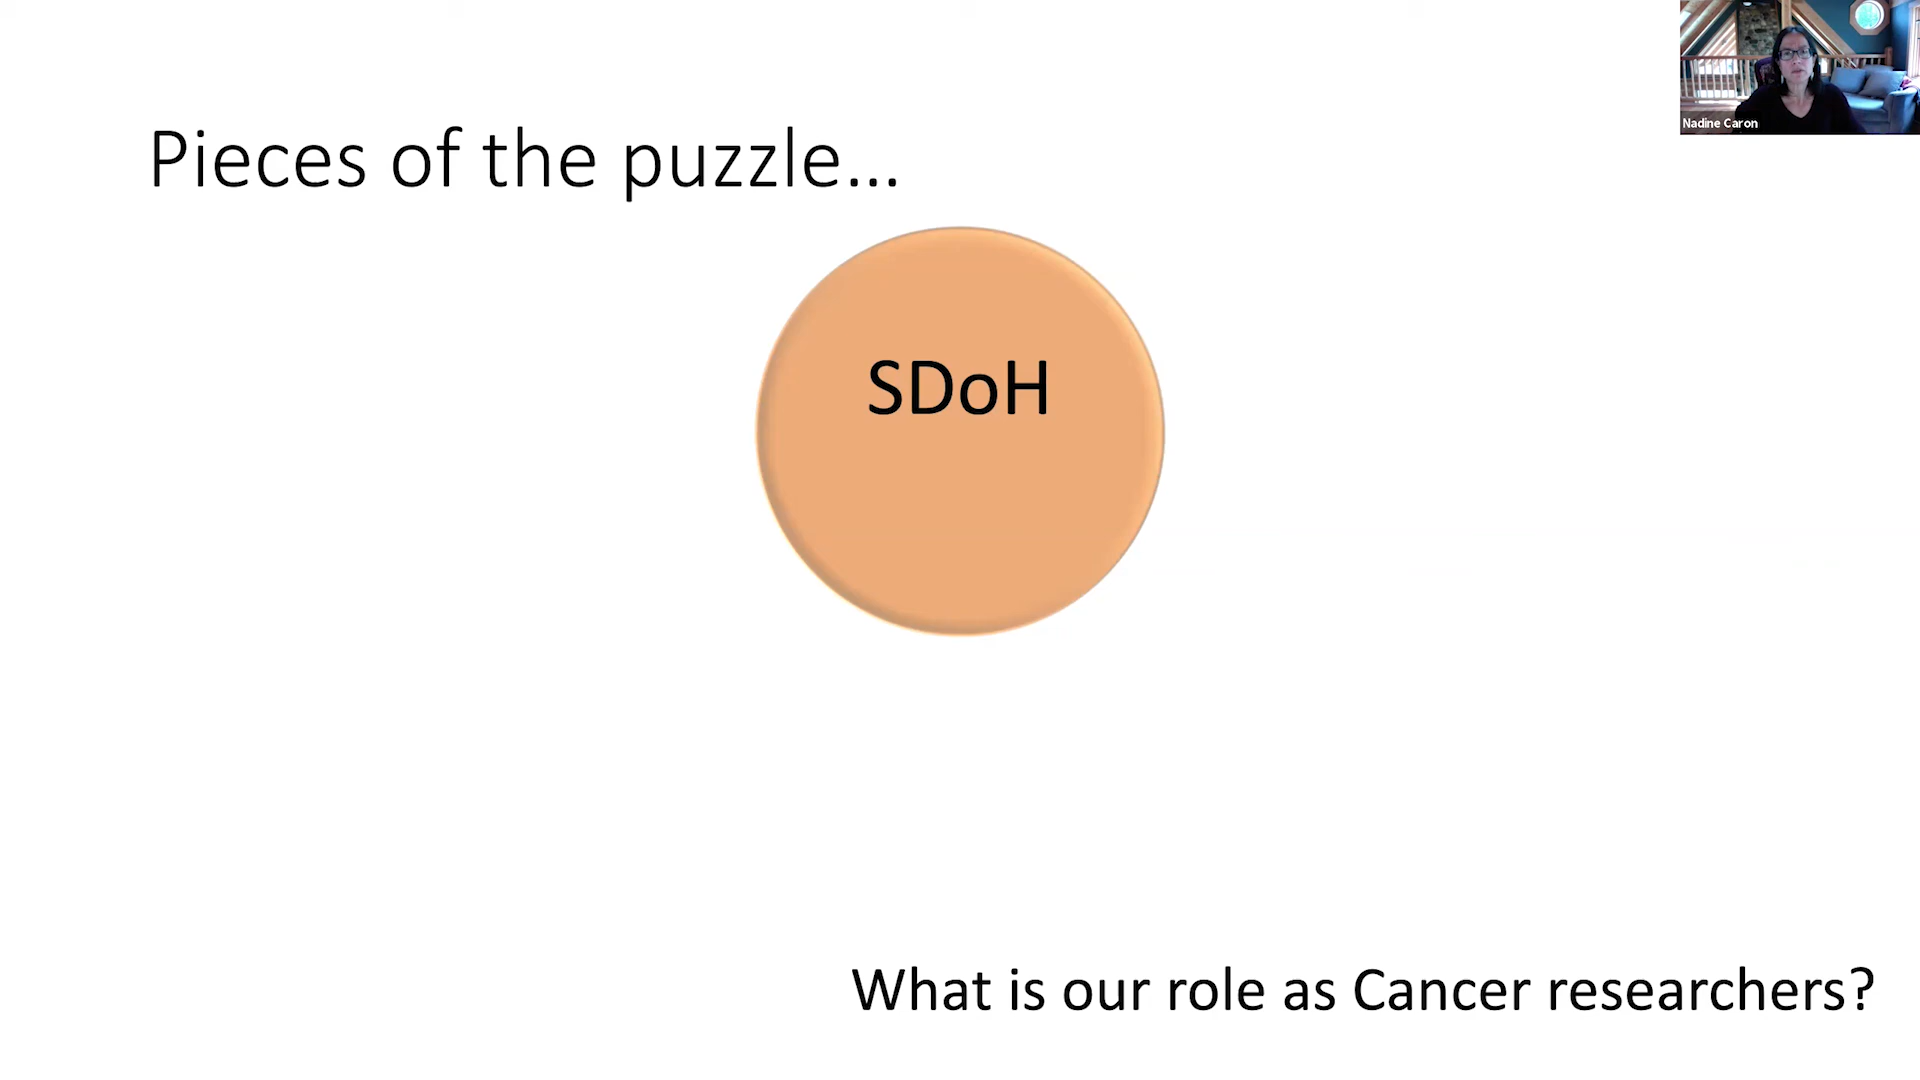 Nadine Caron
Pieces of the puzzle...
SDoH
What is our role as Cancer researchers?